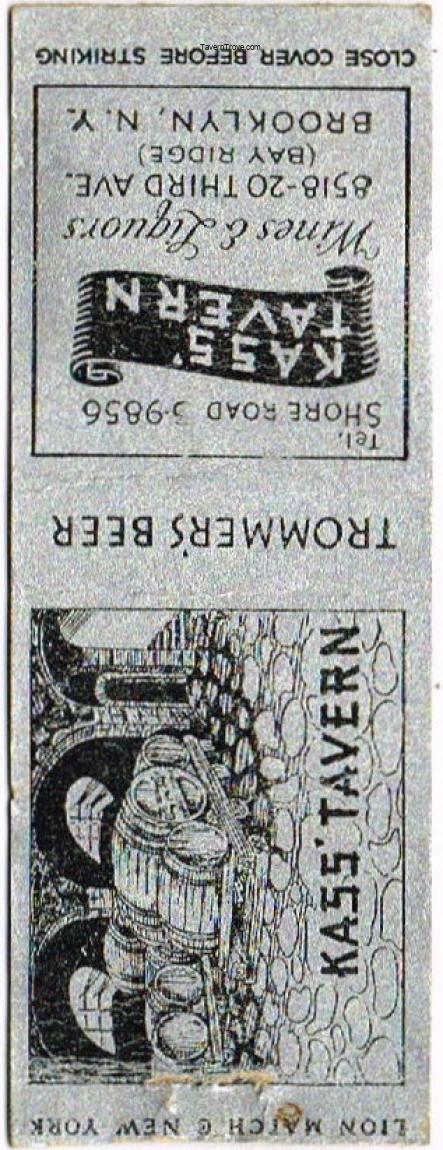 TavernTrove.com
LION MATCH © NEW YORK
KASS' TAVERN
TROMMER'S BEER
Tel.
SHORE ROAD 5-9856
KASS'
TAVERN
Wines & Liquors
8518-20 THIRD AVE.
(BAY RIDGE)
BROOKLYN, N.Y.
CLOSE COVER BEFORE STRIKING